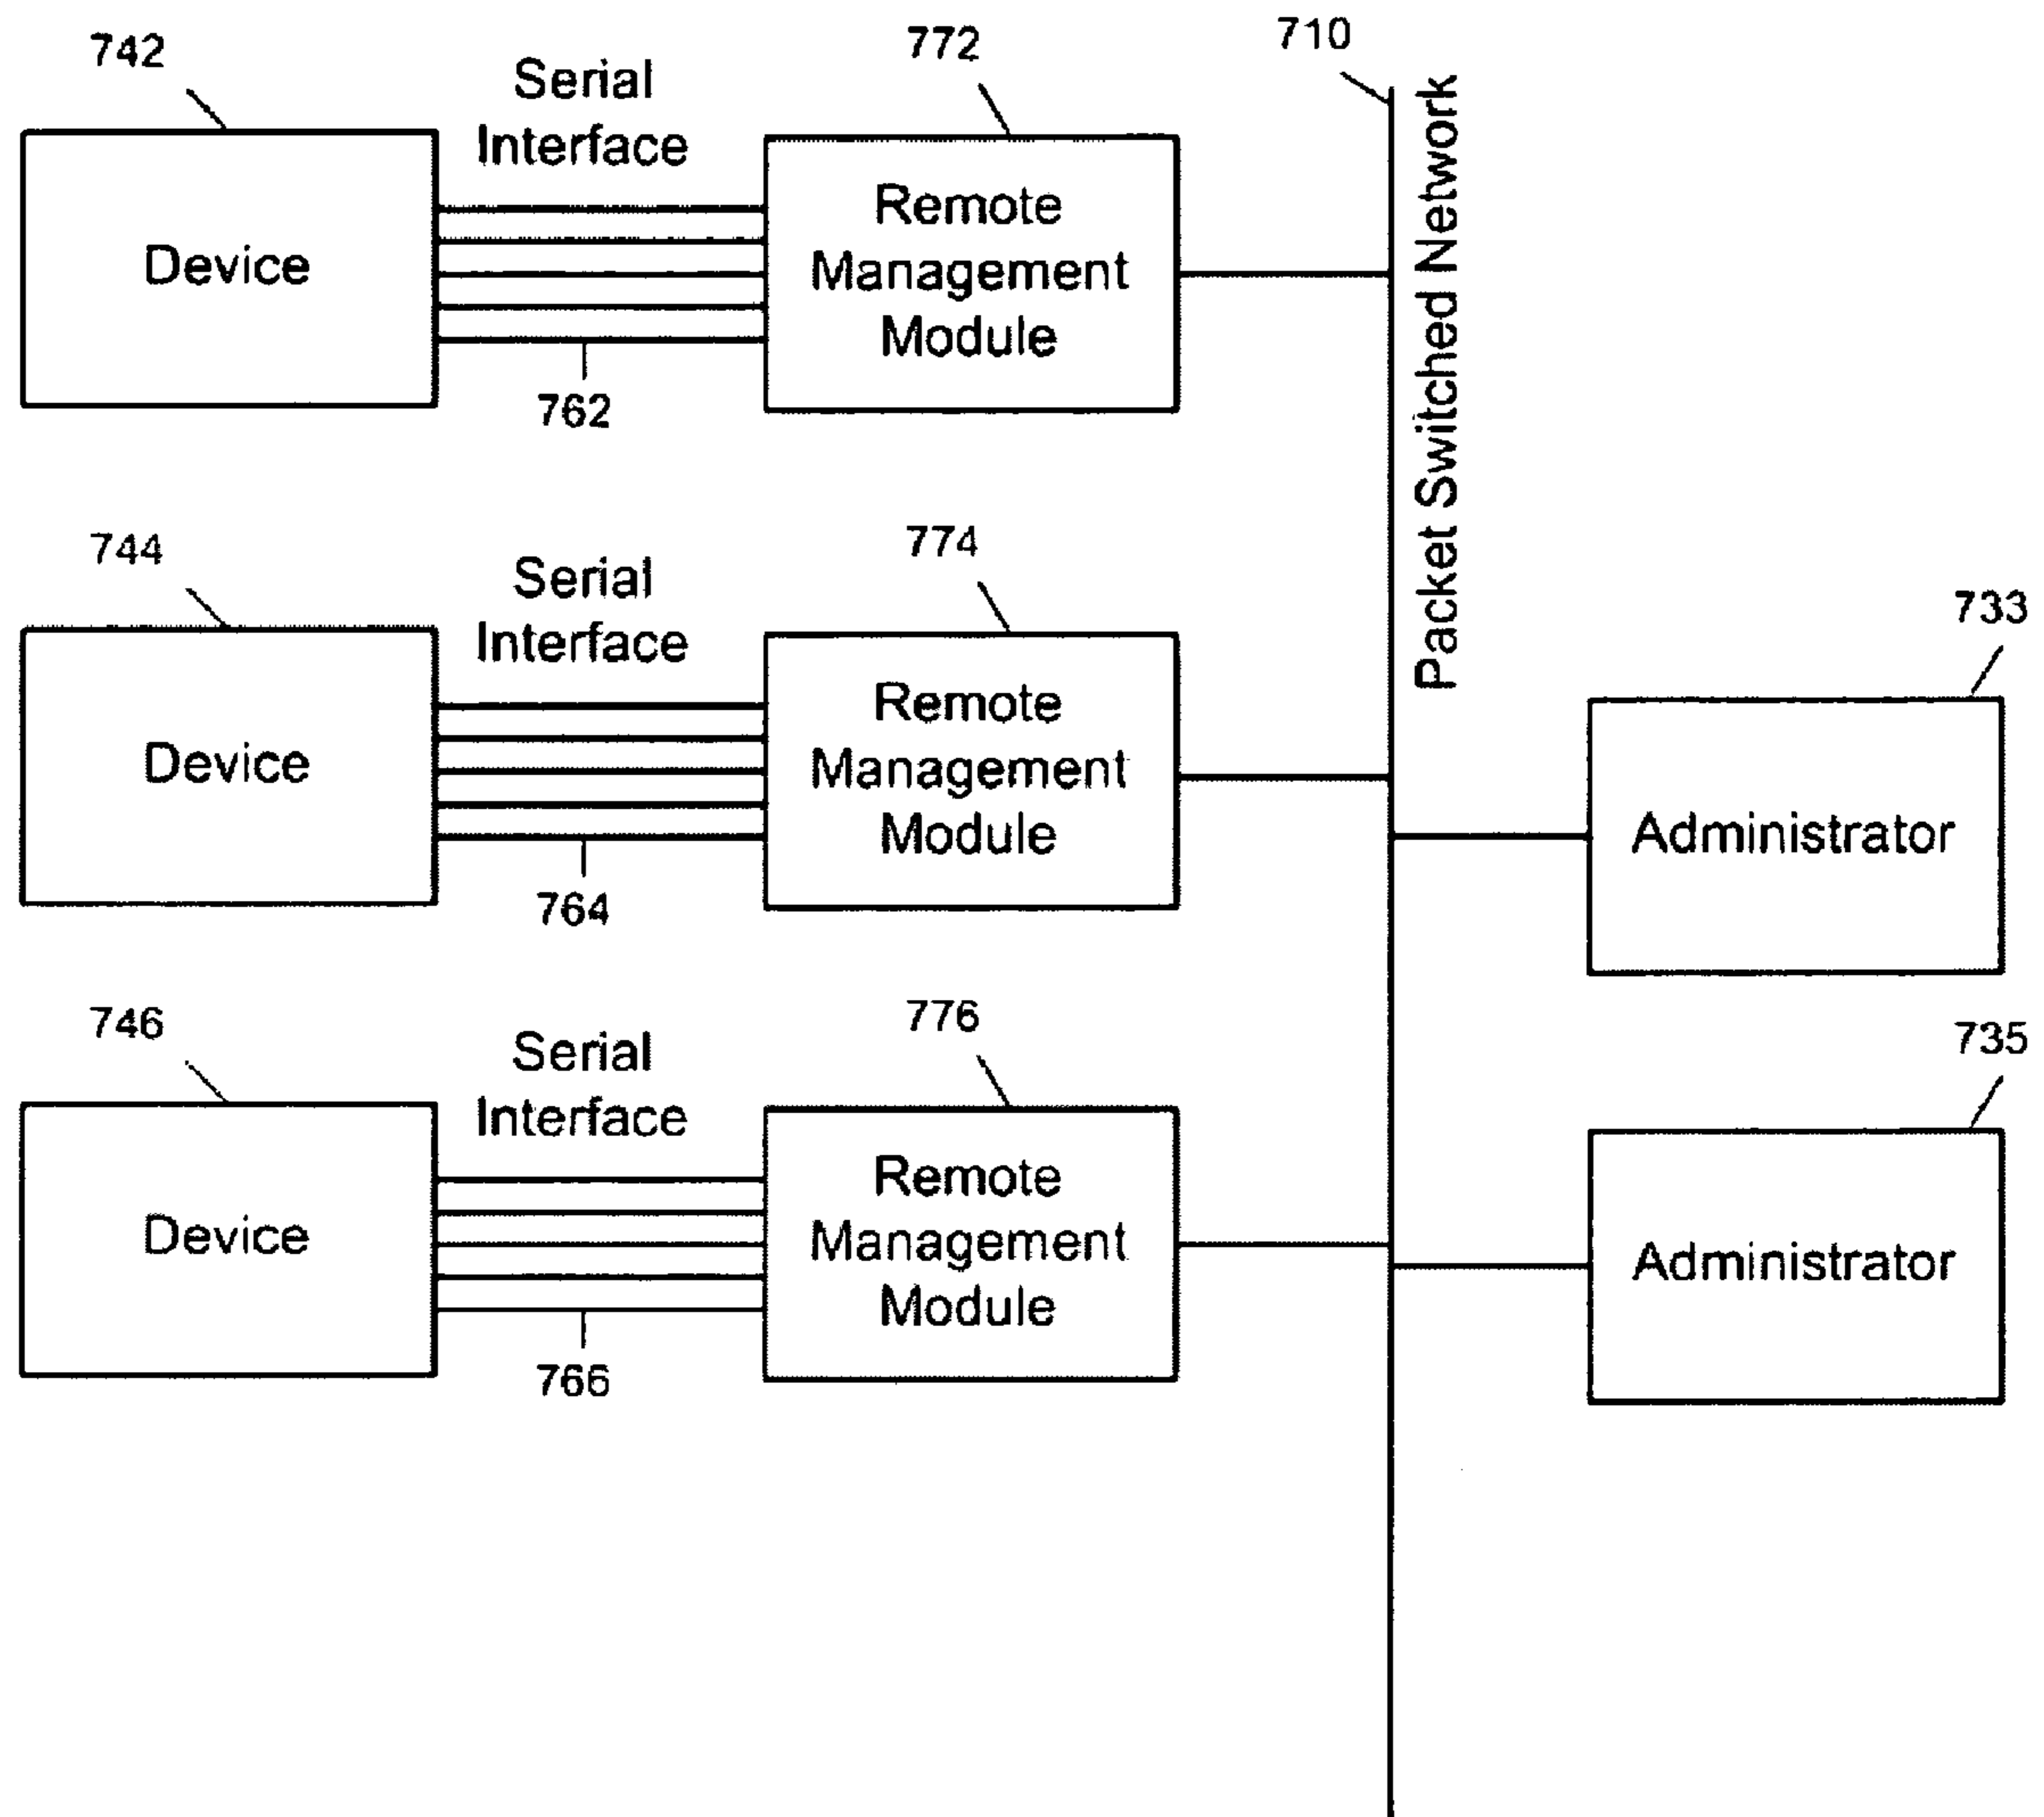 742
Serial
Interface
772
710
Device
Remote
Management
Module
Packet Switched Network
762
744
Serial
Interface
774
Device
Remote
Management
Module
733
Administrator
764
746
Serial
Interface
776
735
Device
Remote
Management
Module
Administrator
766